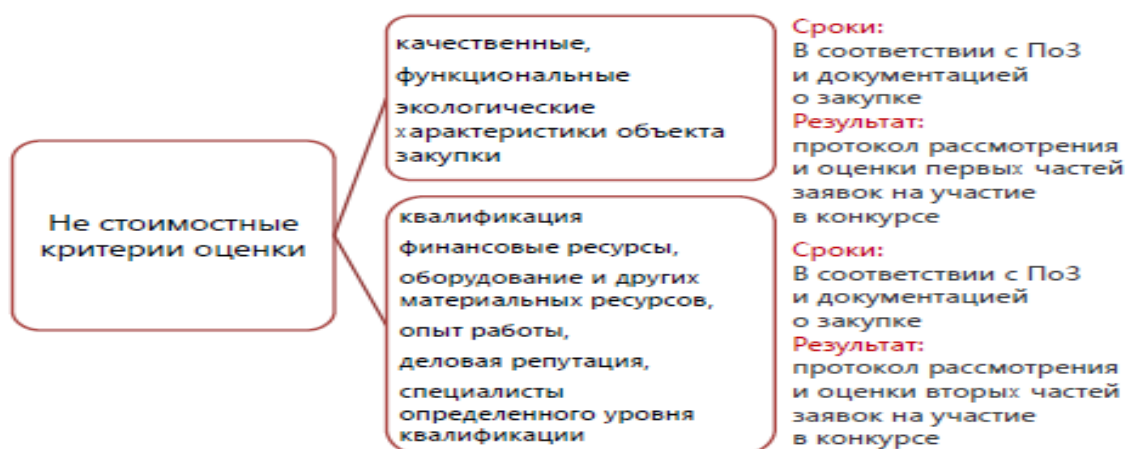 Не стоимостные
критерии оценки
качественные,
функциональные
экологические
характеристики объекта
закупки
Сроки:
В соответствии с ПоЗ
и документацией
о закупке
Результат:
протокол рассмотрения
и оценки первых частей
заявок на участие
в конкурсе
квалификация
финансовые ресурсы,
оборудование и других
материальных ресурсов,
опыт работы,
деловая репутация,
специалисты
определенного уровня
квалификации
Сроки:
В соответствии с ПоЗ
и документацией
о закупке
Результат:
протокол рассмотрения
и оценки вторых частей
заявок на участие
в конкурсе